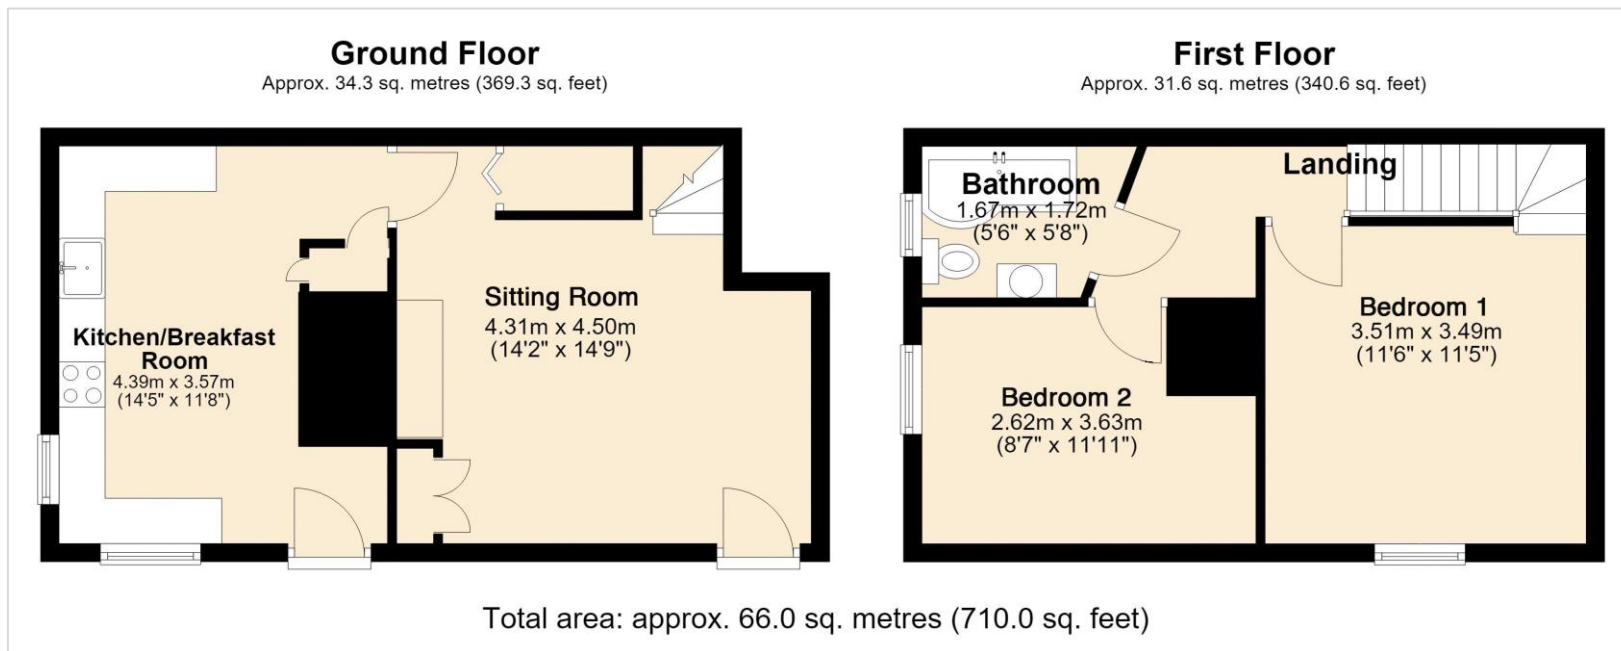 Ground Floor
Approx. 34.3 sq. metres (369.3 sq. feet)
Kitchen/Breakfast
Room
4.39m x 3.57m
(14'5" x 11'8")
Sitting Room
4.31m x 4.50m
(14'2" x 14'9")
First Floor
Approx. 31.6 sq. metres (340.6 sq. feet)
Landing
Bathroom
1.67m x 1.72m
(5'6" x 5'8")
Bedroom 1
3.51m x 3.49m
(11'6" x 11'5")
Bedroom 2
2.62m x 3.63m
(8'7" x 11'11")
Total area: approx. 66.0 sq. metres (710.0 sq. feet)